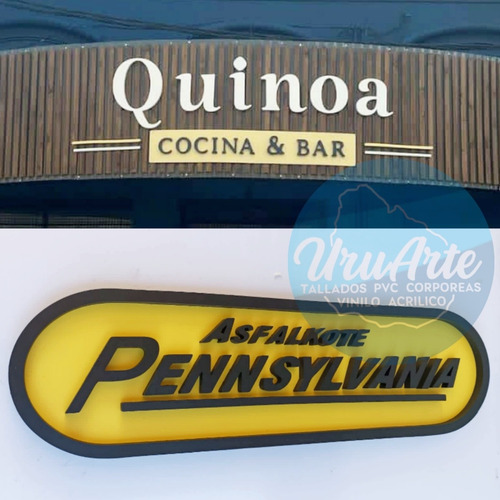 Quinoa
COCINA & BAR
UruArte
TALLADOS PVC CORPOREAS
VINILO ACRILICO
ASFALKOTE
PENNSYLVANIA